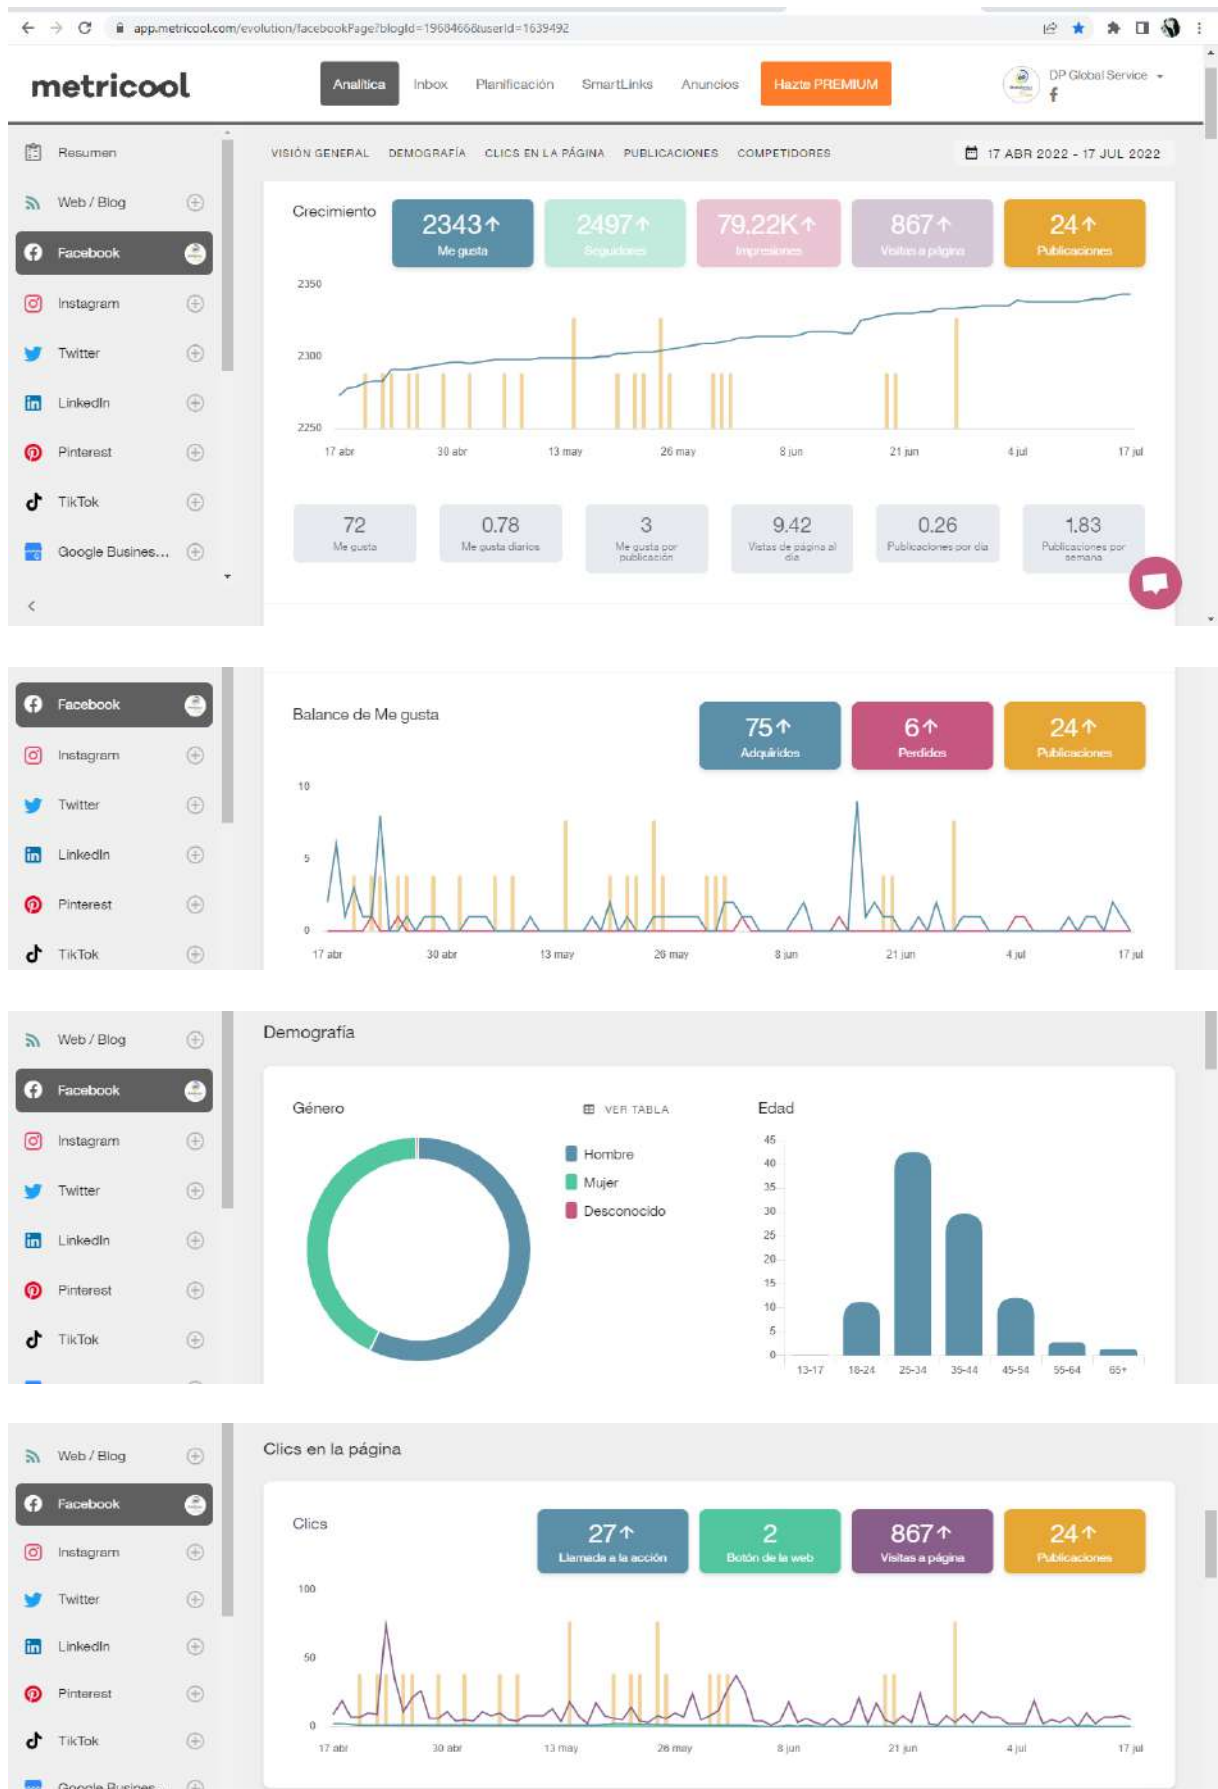 app.metricool.com/evolution/facebookPage?blogId=1968466&userId=1639492
metricool
Analítica
Inbox
Planificación
SmartLinks
Anuncios
Hazte PREMIUM
DP Global Service
Resumen
Web / Blog
Facebook
Instagram
Twitter
LinkedIn
Pinterest
TikTok
Google Busines...
VISIÓN GENERAL
DEMOGRAFÍA
CLICS EN LA PÁGINA
PUBLICACIONES
COMPETIDORES
17 ABR 2022 - 17 JUL 2022
Crecimiento
2343
Me gusta
2497
Seguidores
79.22K
Impresiones
867
Visitas a página
24
Publicaciones
2350
2300
2250
17 abr
30 abr
13 may
26 may
8 jun
21 jun
4 jul
17 jul
72
Me gusta
0.78
Me gusta diarios
3
Me gusta por
publicación
9.42
Vistas de página al
día
0.26
Publicaciones por día
1.83
Publicaciones por
semana
Facebook
Instagram
Twitter
LinkedIn
Pinterest
TikTok
Balance de Me gusta
75
Adquiridos
6
Perdidos
24
Publicaciones
10
5
0
17 abr
30 abr
13 may
26 may
8 jun
21 jun
4 jul
17 jul
Web / Blog
Facebook
Instagram
Twitter
LinkedIn
Pinterest
TikTok
Demografía
Género
VER TABLA
Hombre
Mujer
Desconocido
Edad
45
40
35
30
25
20
15
10
5
0
13-17
18-24
25-34
35-44
45-54
55-64
65+
Web / Blog
Facebook
Instagram
Twitter
LinkedIn
Pinterest
TikTok
Google Busines
Clics en la página
Clics
27
Llamada a la acción
2
Botón de la web
867
Visitas a página
24
Publicaciones
100
50
0
17 abr
30 abr
13 may
26 may
8 jun
21 jun
4 jul
17 jul